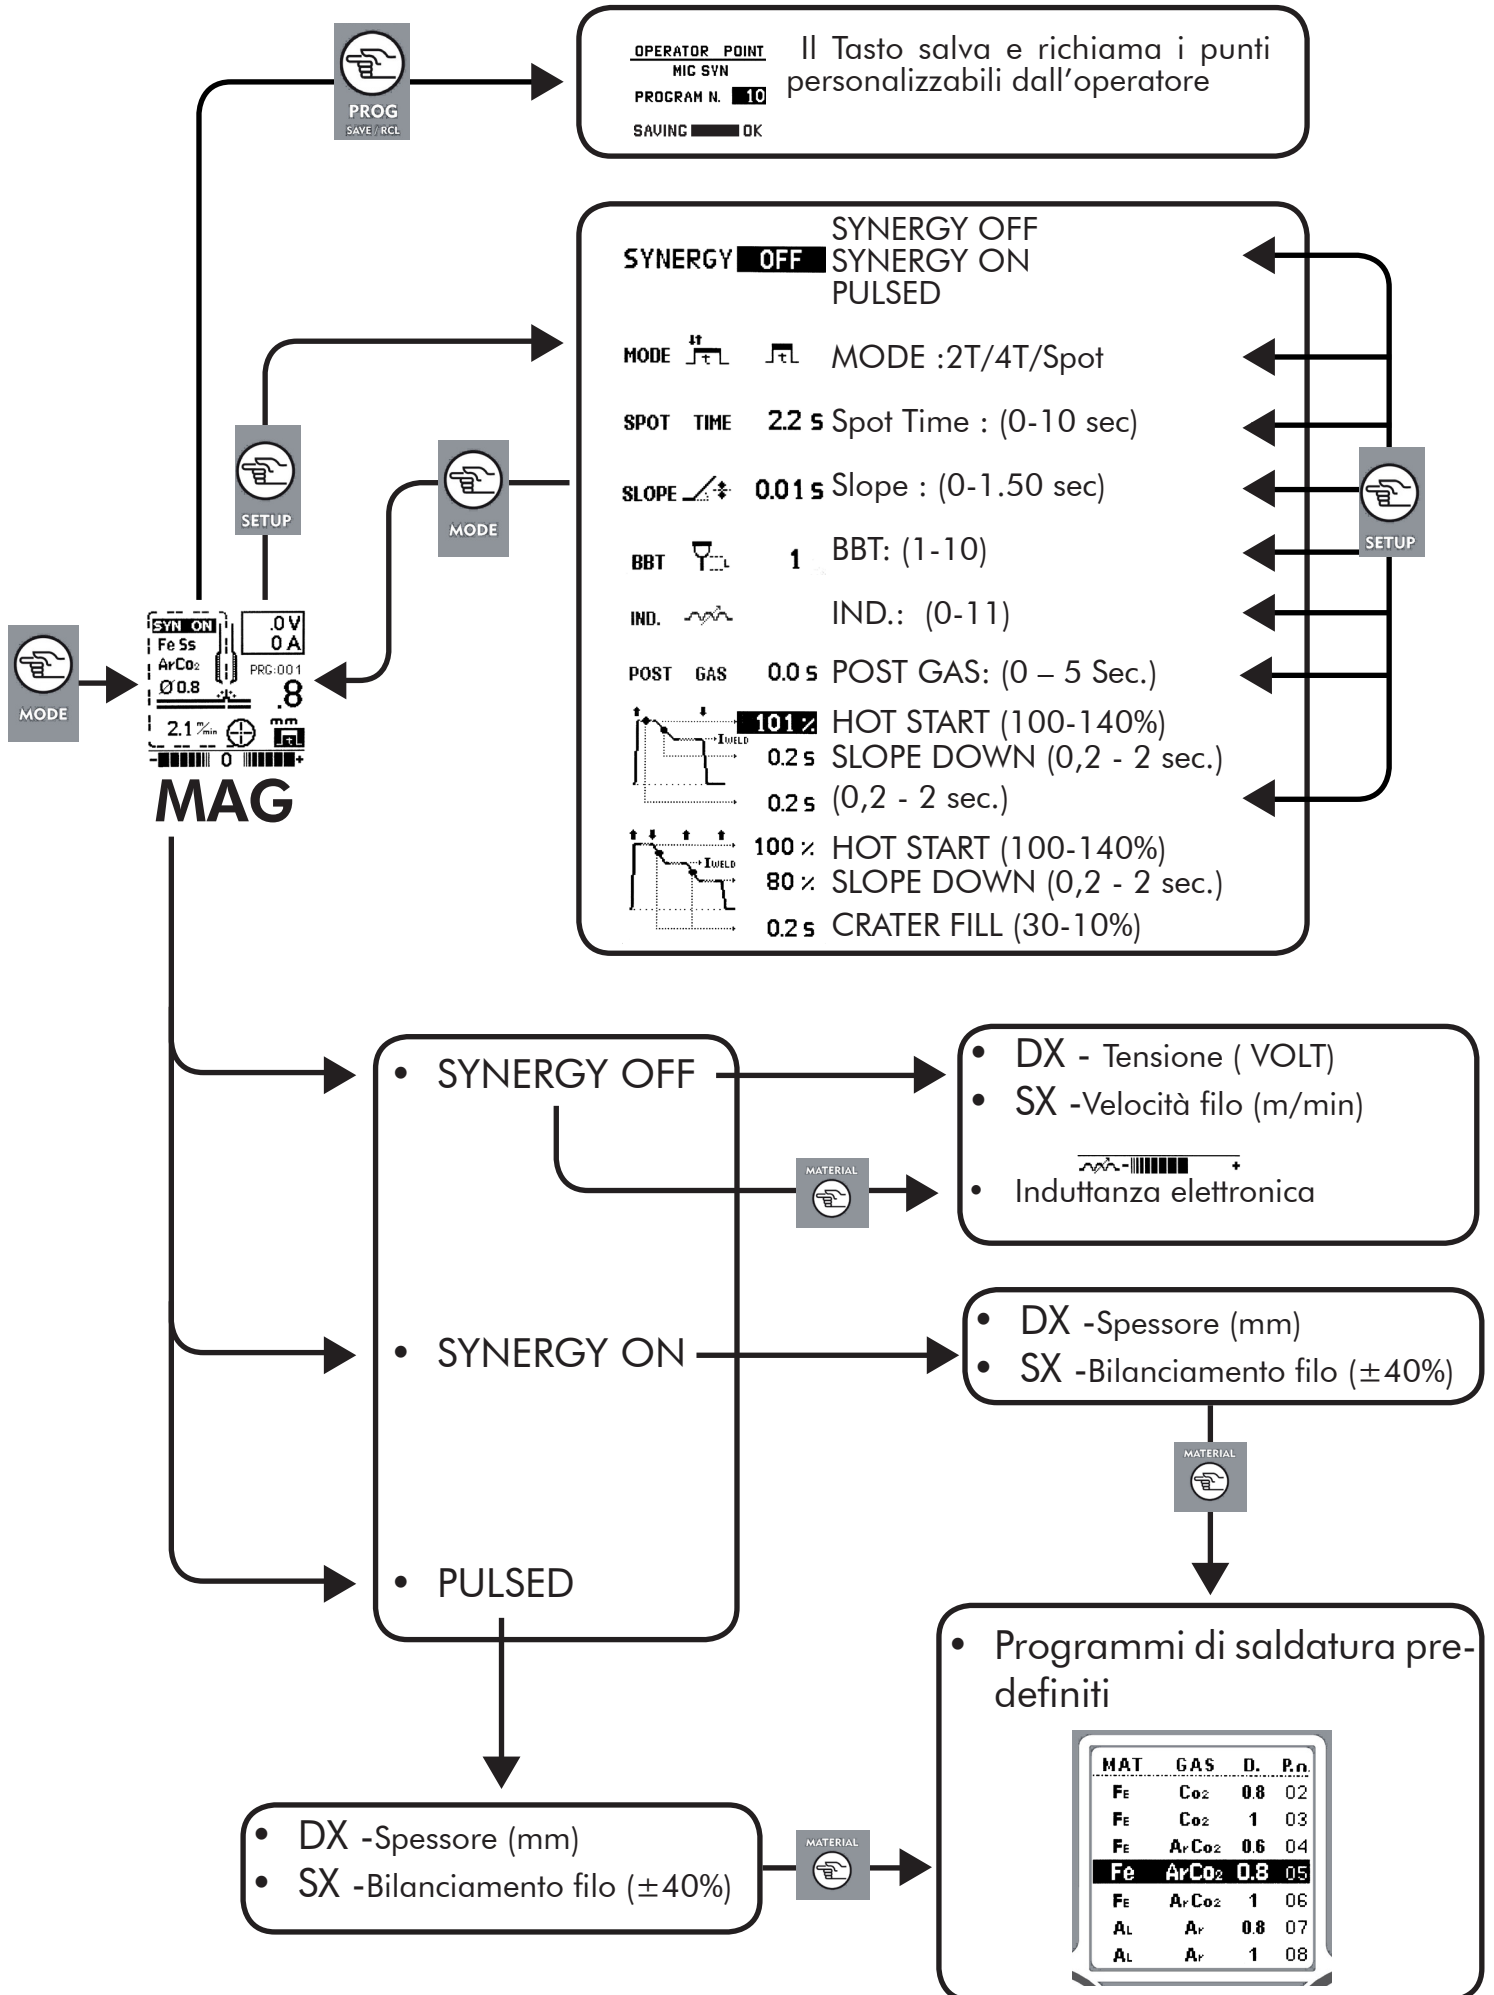 PROG
SAVE / RCL
OPERATOR POINT
MIG SYN
PROGRAM N. 10
SAVING OK
Il Tasto salva e richiama i punti
personalizzabili dall'operatore
SYNERGY OFF
SYNERGY OFF
SYNERGY ON
PULSED
MODE t t MODE :2T/4T/Spot
SPOT TIME 2.2 s Spot Time : (0-10 sec)
SLOPE 0.01 s Slope : (0-1.50 sec)
BBT L 1 BBT: (1-10)
IND. IND.: (0-11)
POST GAS 0.0 s POST GAS: (0 – 5 Sec.)
101 % HOT START (100-140%)
IWELD
0.2 s SLOPE DOWN (0,2 - 2 sec.)
0.2 s (0,2 - 2 sec.)
100 % HOT START (100-140%)
IWELD
80 % SLOPE DOWN (0,2 - 2 sec.)
0.2 s CRATER FILL (30-10%)
SETUP
SETUP
MODE
MODE
SYN ON
.0 V
Fe Ss
0 A
ArCo2
PRG:001
Ø 0.8
.8
2.1 m/min
mm
t
- 0 +
MAG
• SYNERGY OFF
• DX - Tensione ( VOLT)
• SX -Velocità filo (m/min)
- +
• Induttanza elettronica
MATERIAL
• SYNERGY ON
• DX -Spessore (mm)
• SX -Bilanciamento filo (±40%)
MATERIAL
• PULSED
• Programmi di saldatura pre-
definiti
MAT GAS D. P.n.
FE Co2 0.8 02
FE Co2 1 03
FE ArCo2 0.6 04
Fe ArCo2 0.8 05
FE ArCo2 1 06
AL Ar 0.8 07
AL Ar 1 08
• DX -Spessore (mm)
• SX -Bilanciamento filo (±40%)
MATERIAL